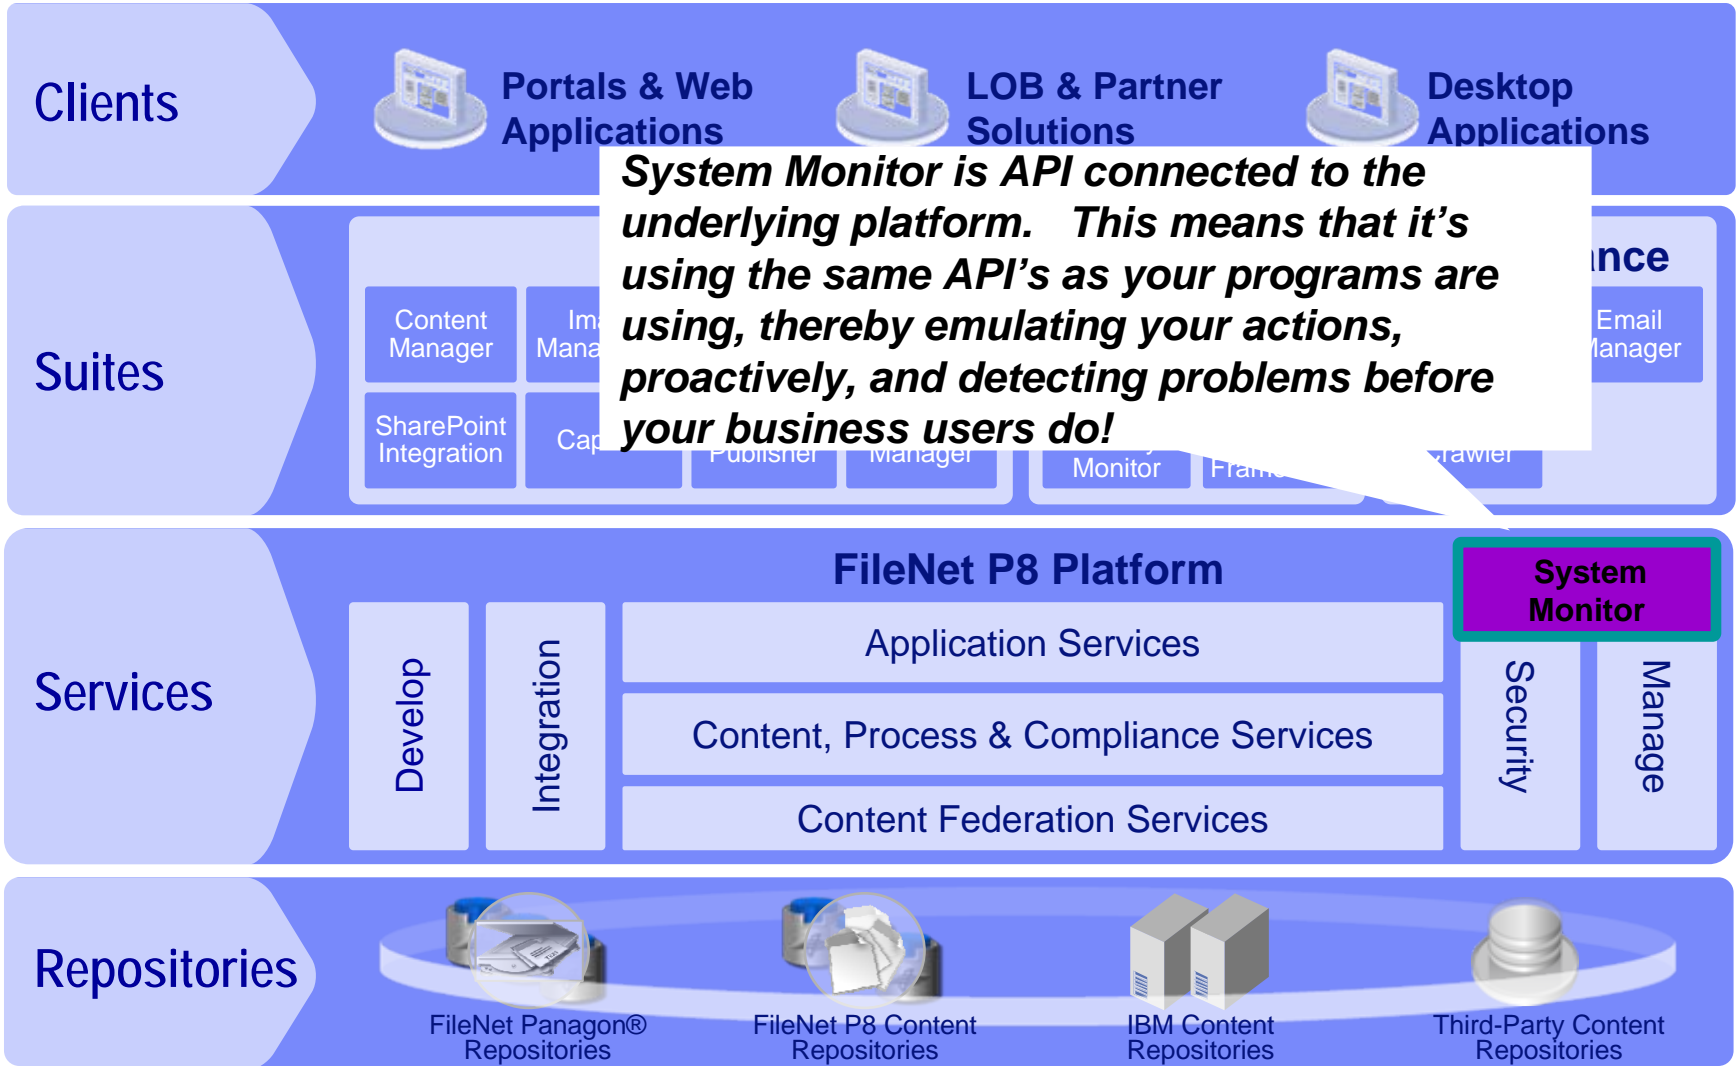 Clients
Portals & Web
Applications
LOB & Partner
Solutions
Desktop
Applications
System Monitor is API connected to the
underlying platform. This means that it's
using the same API's as your programs are
using, thereby emulating your actions,
proactively, and detecting problems before
your business users do!
Suites
Content
Manager
Email
SharePoint
Integration
Publisher
Manager
Monitor
Services
FileNet P8 Platform
System
Monitor
Develop
Integration
Application Services
Content, Process & Compliance Services
Content Federation Services
Security
Manage
Repositories
FileNet Panagon®
Repositories
FileNet P8 Content
Repositories
IBM Content
Repositories
Third-Party Content
Repositories